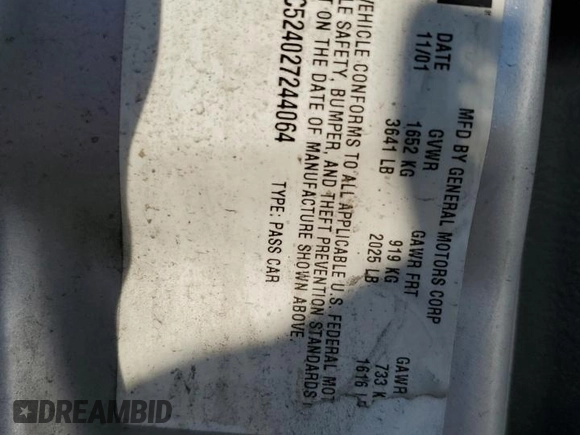 MFD BY GENERAL MOTORS CORP
DATE GVWR GAWR FRT GAWR
11/01 1652 KG 919 KG 733 K
3641 LB 2025 LB 1616
VEHICLE CONFORMS TO ALL APPLICABLE U.S. FEDERAL MOT
LE SAFETY, BUMPER, AND THEFT PREVENTION STANDARDS
T ON THE DATE OF MANUFACTURE SHOWN ABOVE.
C524027244064 TYPE: PASS CAR
DREAMBID